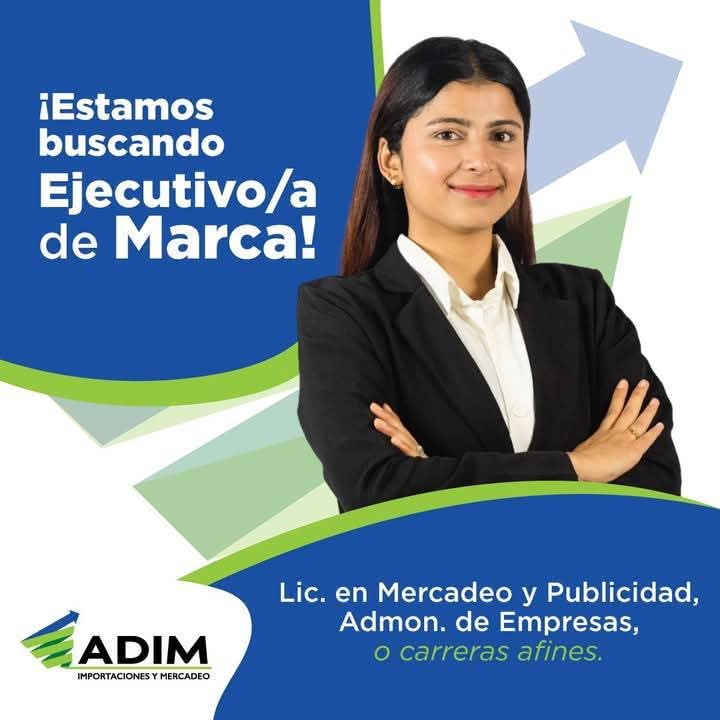 ¡Estamos
buscando
Ejecutivo/a
de Marca!
Lic. en Mercadeo y Publicidad,
Admon. de Empresas,
o carreras afines.
ADIM
IMPORTACIONES Y MERCADEO